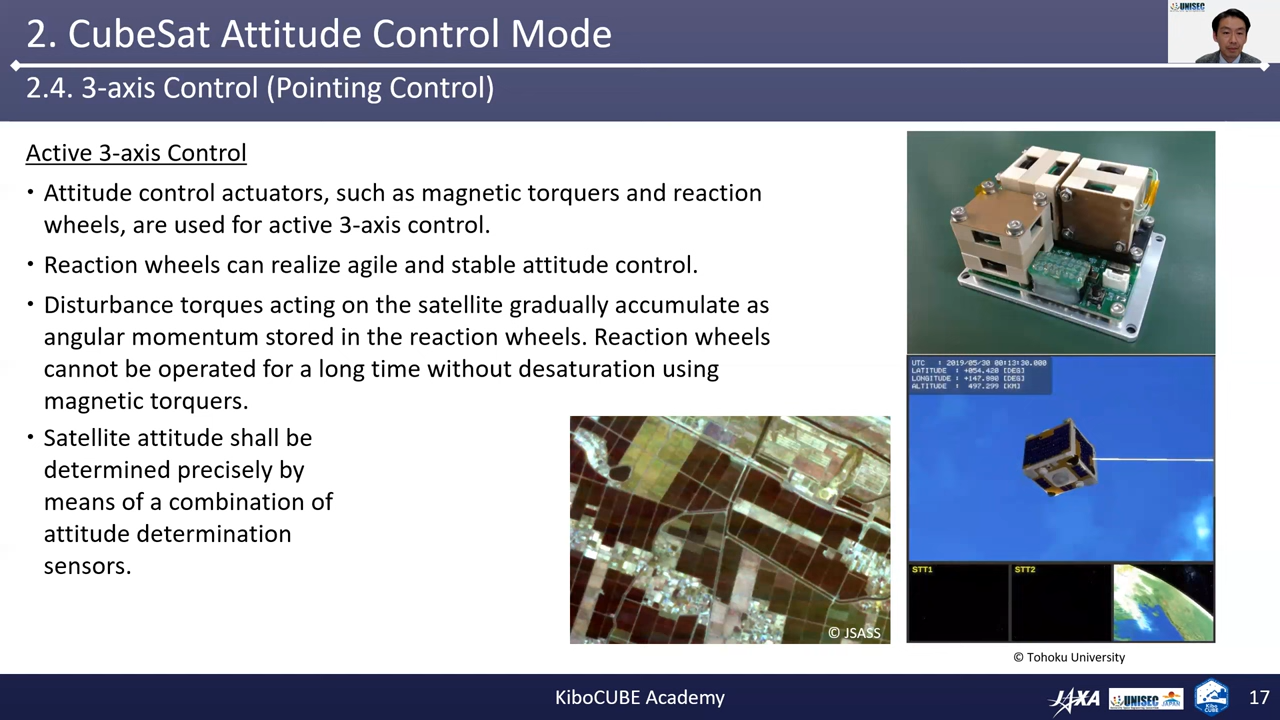 2. CubeSat Attitude Control Mode
UNISEC
2.4. 3-axis Control (Pointing Control)
Active 3-axis Control
・Attitude control actuators, such as magnetic torquers and reaction
wheels, are used for active 3-axis control.
・Reaction wheels can realize agile and stable attitude control.
・Disturbance torques acting on the satellite gradually accumulate as
angular momentum stored in the reaction wheels. Reaction wheels
cannot be operated for a long time without desaturation using
magnetic torquers.
・Satellite attitude shall be
determined precisely by
means of a combination of
attitude determination
sensors.
© JSASS
UTC : 2019/05/30 00:13:30.000
LATITUDE : +054.420 [DEG]
LONGITUDE : +147.980 [DEG]
ALTITUDE : 497.299 [KM]
STT1
STT2
© Tohoku University
KiboCUBE Academy
JAXA
UNISEC
JAPAN
Kibo
CUBE
17